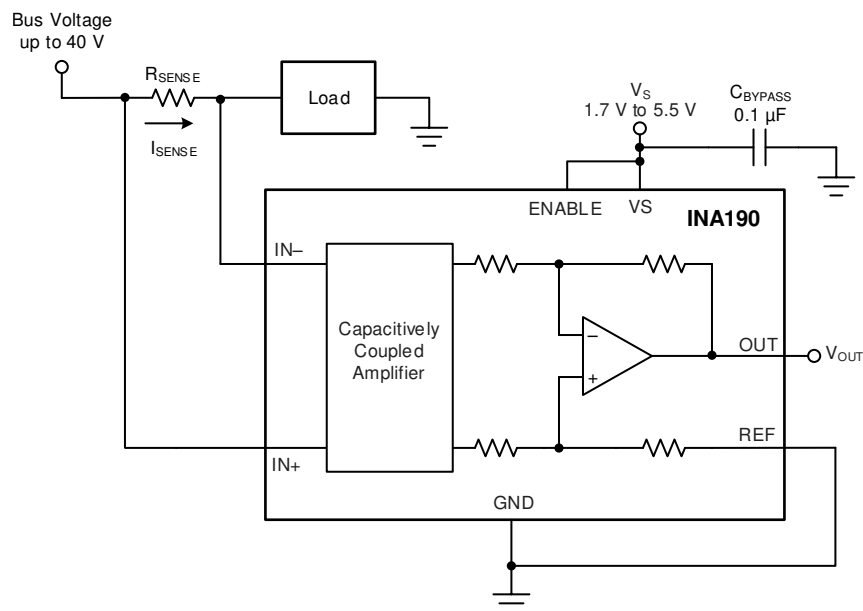 Bus Voltage
up to 40 V
RSENSE
ISENSE
Load
VS
1.7 V to 5.5 V
CBYPASS
0.1 µF
ENABLE
VS
INA190
IN–
Capacitively
Coupled
Amplifier
–
+
OUT
VOUT
REF
IN+
GND